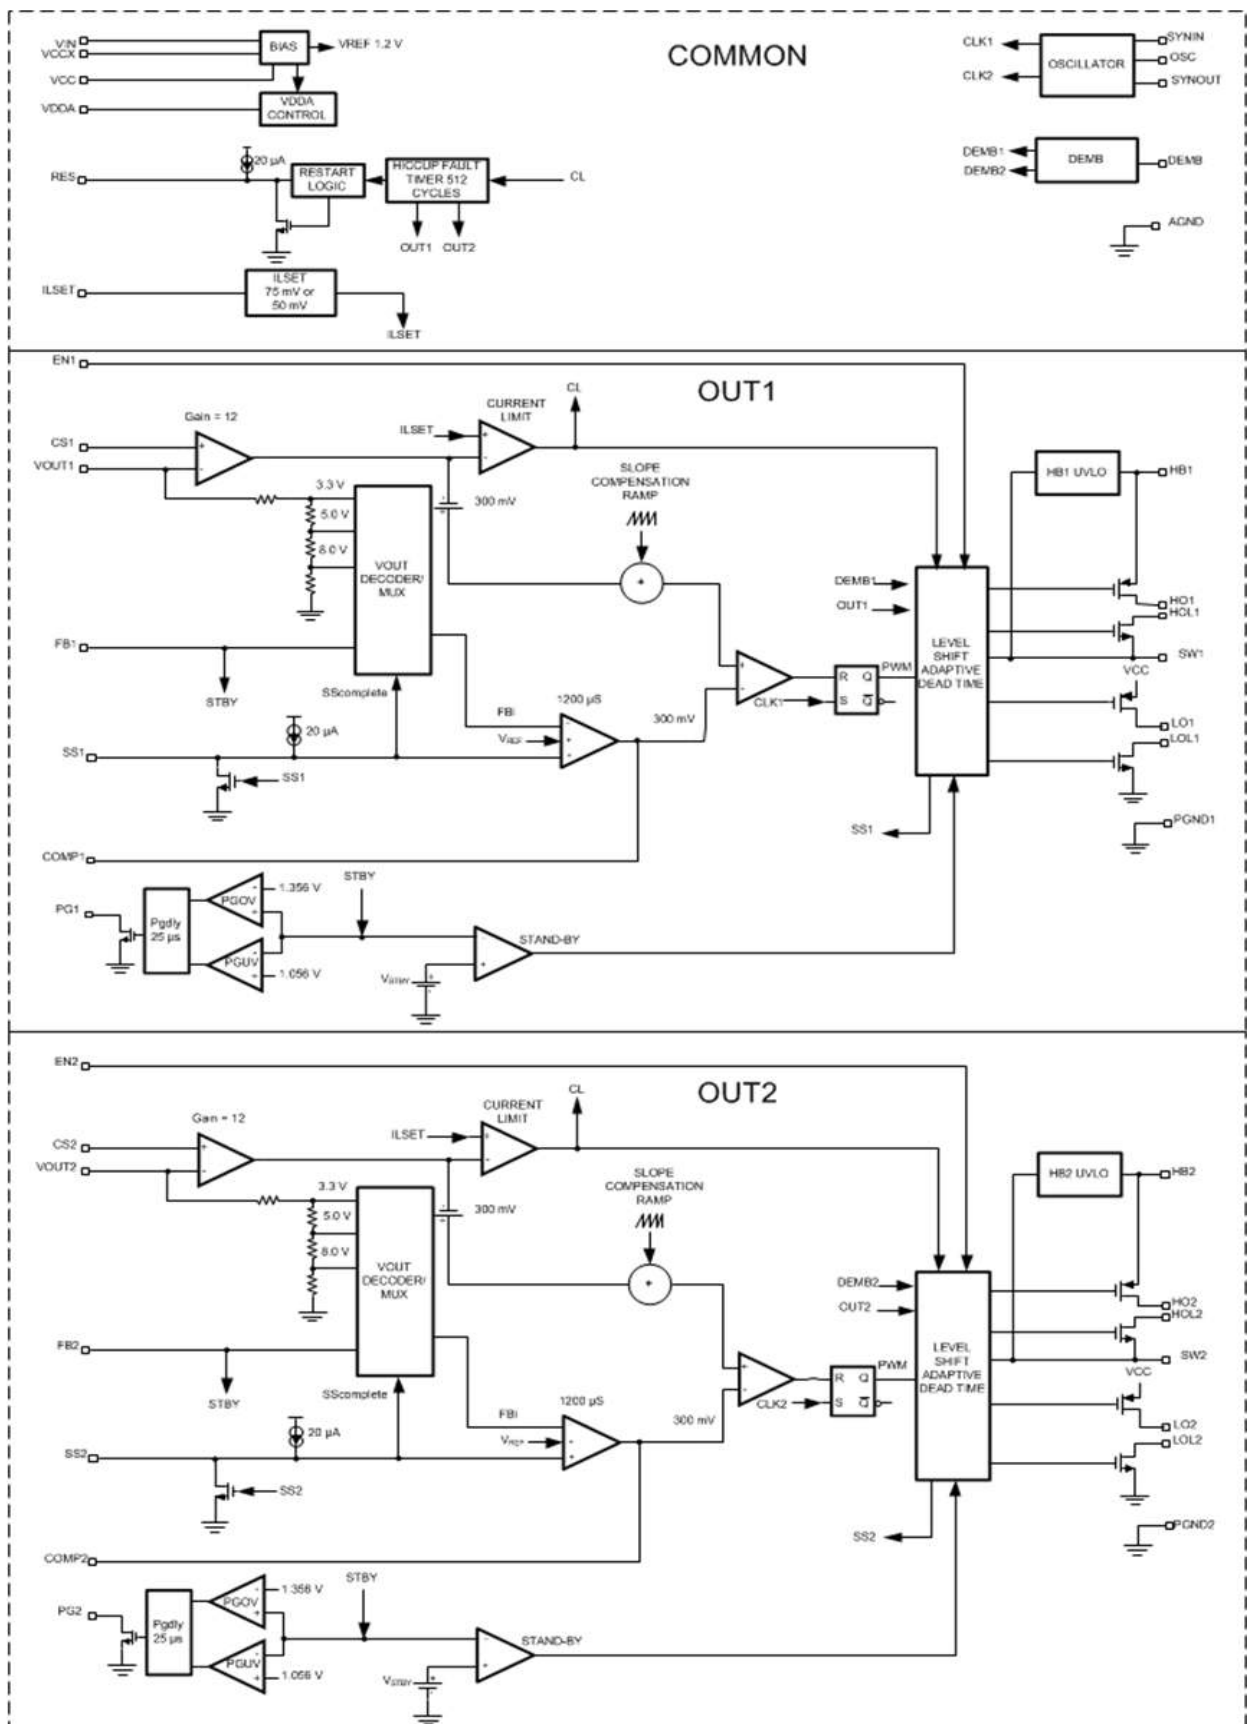 COMMON
VIN
VCCX
VCC
VDDA
BIAS
VREF 1.2 V
VDDA
CONTROL
CLK1
CLK2
OSCILLATOR
SYNIN
OSC
SYNOUT
RES
20 µA
RESTART
LOGIC
HICCUP FAULT
TIMER 512
CYCLES
CL
OUT1 OUT2
DEMB1
DEMB2
DEMB
DEMB
AGND
ILSET
ILSET
75 mV or
50 mV
ILSET
EN1
OUT1
CL
CURRENT
LIMIT
Gain = 12
ILSET
CS1
VOUT1
+
-
+
-
SLOPE
COMPENSATION
RAMP
HB1 UVLO
HB1
3.3 V
5.0 V
8.0 V
300 mV
VOUT
DECODER/
MUX
+
DEMB1
OUT1
HO1
HOL1
FB1
STBY
LEVEL
SHIFT
ADAPTIVE
DEAD TIME
SW1
VCC
SScomplete
1200 µS
FBI
300 mV
+
-
R Q
S Q
PWM
CLK1
20 µA
SS1
SS1
LO1
LOL1
COMP1
SS1
PGND1
STBY
PG1
Pgdly
25 µs
PGOV
1.356 V
PGUV
1.056 V
STAND-BY
EN2
OUT2
CL
CURRENT
LIMIT
Gain = 12
ILSET
CS2
VOUT2
+
-
+
-
SLOPE
COMPENSATION
RAMP
HB2 UVLO
HB2
3.3 V
5.0 V
8.0 V
300 mV
VOUT
DECODER/
MUX
+
DEMB2
OUT2
HO2
HOL2
FB2
STBY
LEVEL
SHIFT
ADAPTIVE
DEAD TIME
SW2
VCC
SScomplete
1200 µS
FBI
300 mV
+
-
R Q
S Q
PWM
CLK2
20 µA
SS2
SS2
LO2
LOL2
COMP2
SS2
PGND2
STBY
PG2
Pgdly
25 µs
PGOV
1.356 V
PGUV
1.056 V
STAND-BY